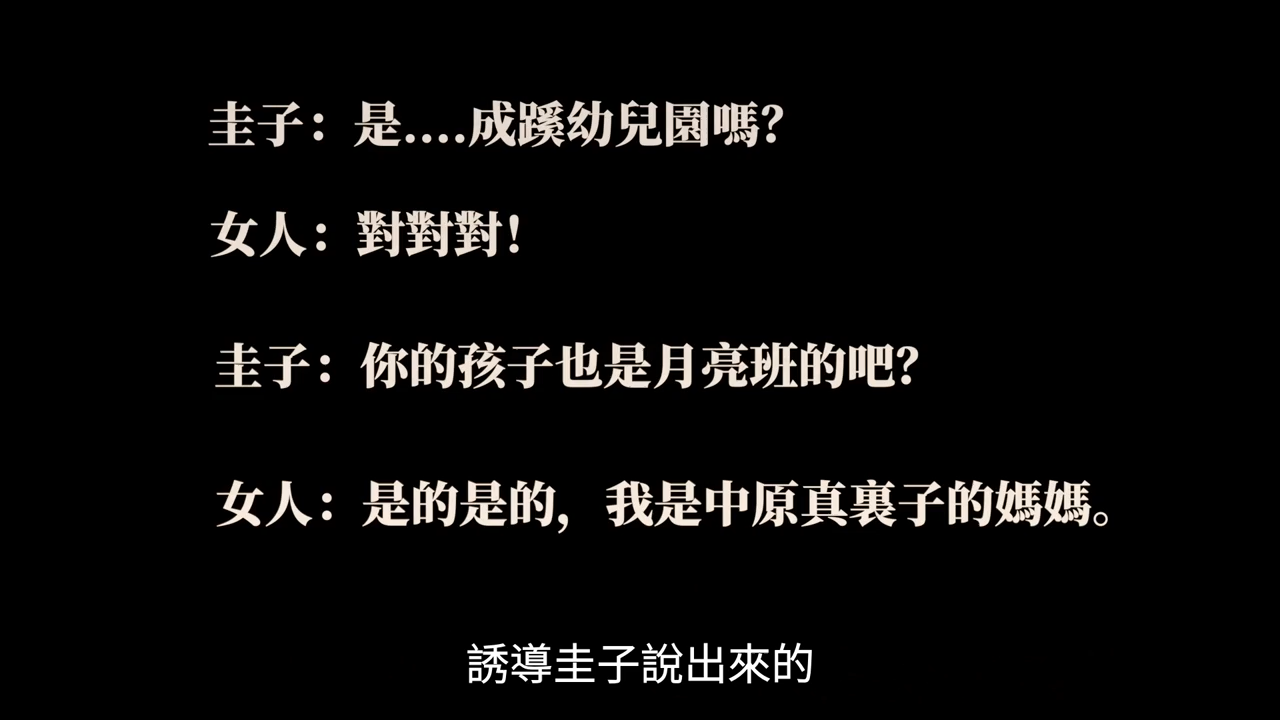 圭子：是....成蹊幼兒園嗎？
女人：對對對！
圭子：你的孩子也是月亮班的吧？
女人：是的是的，我是中原真裏子的媽媽。
誘導圭子說出來的